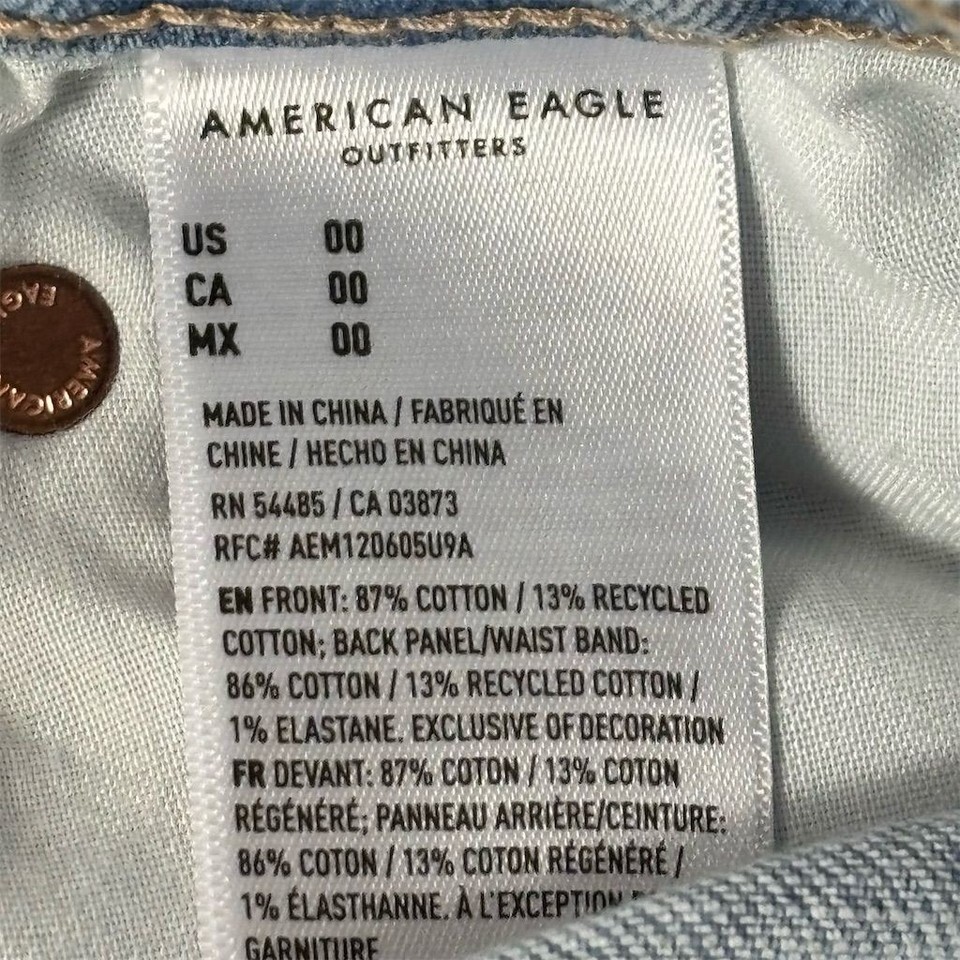 AMERICAN EAGLE
OUTFITTERS
US 00
CA 00
MX 00
MADE IN CHINA / FABRIQUÉ EN
CHINE / HECHO EN CHINA
RN 54485 / CA 03873
RFC# AEM120605U9A
EN FRONT: 87% COTTON / 13% RECYCLED
COTTON; BACK PANEL/WAIST BAND:
86% COTTON / 13% RECYCLED COTTON /
1% ELASTANE. EXCLUSIVE OF DECORATION
FR DEVANT: 87% COTON / 13% COTON
RÉGÉNÉRÉ; PANNEAU ARRIÈRE/CEINTURE:
86% COTON / 13% COTON RÉGÉNÉRÉ /
1% ÉLASTHANNE. À L'EXCEPTION
GARNITURE
AMERICAN